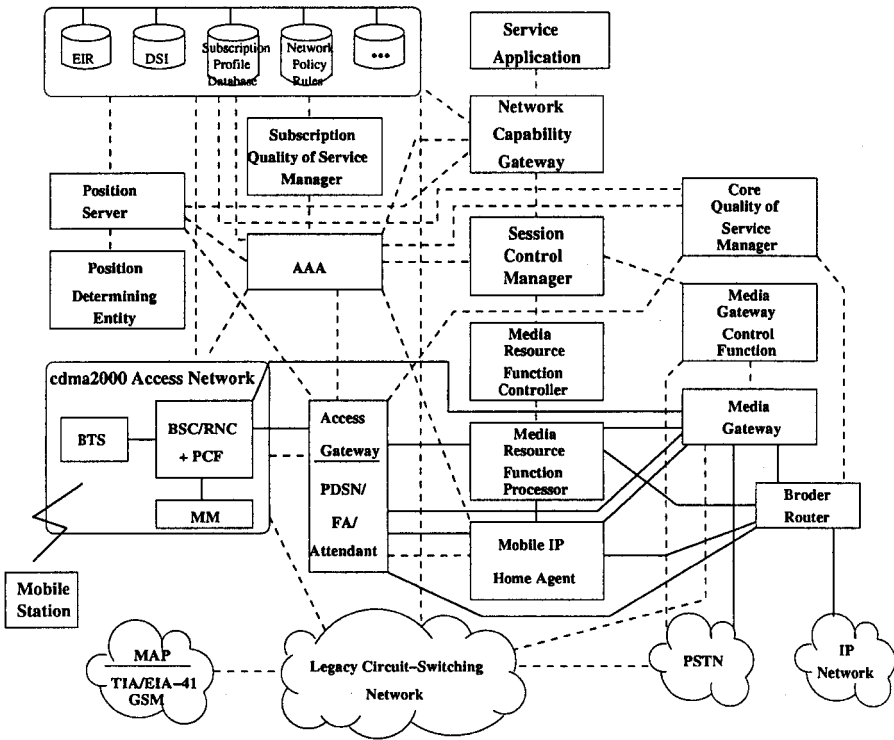 EIR
DSI
Subscription
Profile
Database
Network
Policy
Rules
...
Service
Application
Network
Capability
Gateway
Subscription
Quality of Service
Manager
Position
Server
Core
Quality of
Service
Manager
Session
Control
Manager
AAA
Position
Determining
Entity
Media
Gateway
Control
Function
Media
Resource
Function
Controller
cdma2000 Access Network
BTS
BSC/RNC
+ PCF
MM
Access
Gateway
PDSN/
FA/
Attendant
Media
Gateway
Media
Resource
Function
Processor
Broder
Router
Mobile IP
Home Agent
Mobile
Station
MAP
TIA/EIA-41
GSM
Legacy Circuit-Switching
Network
PSTN
IP
Network